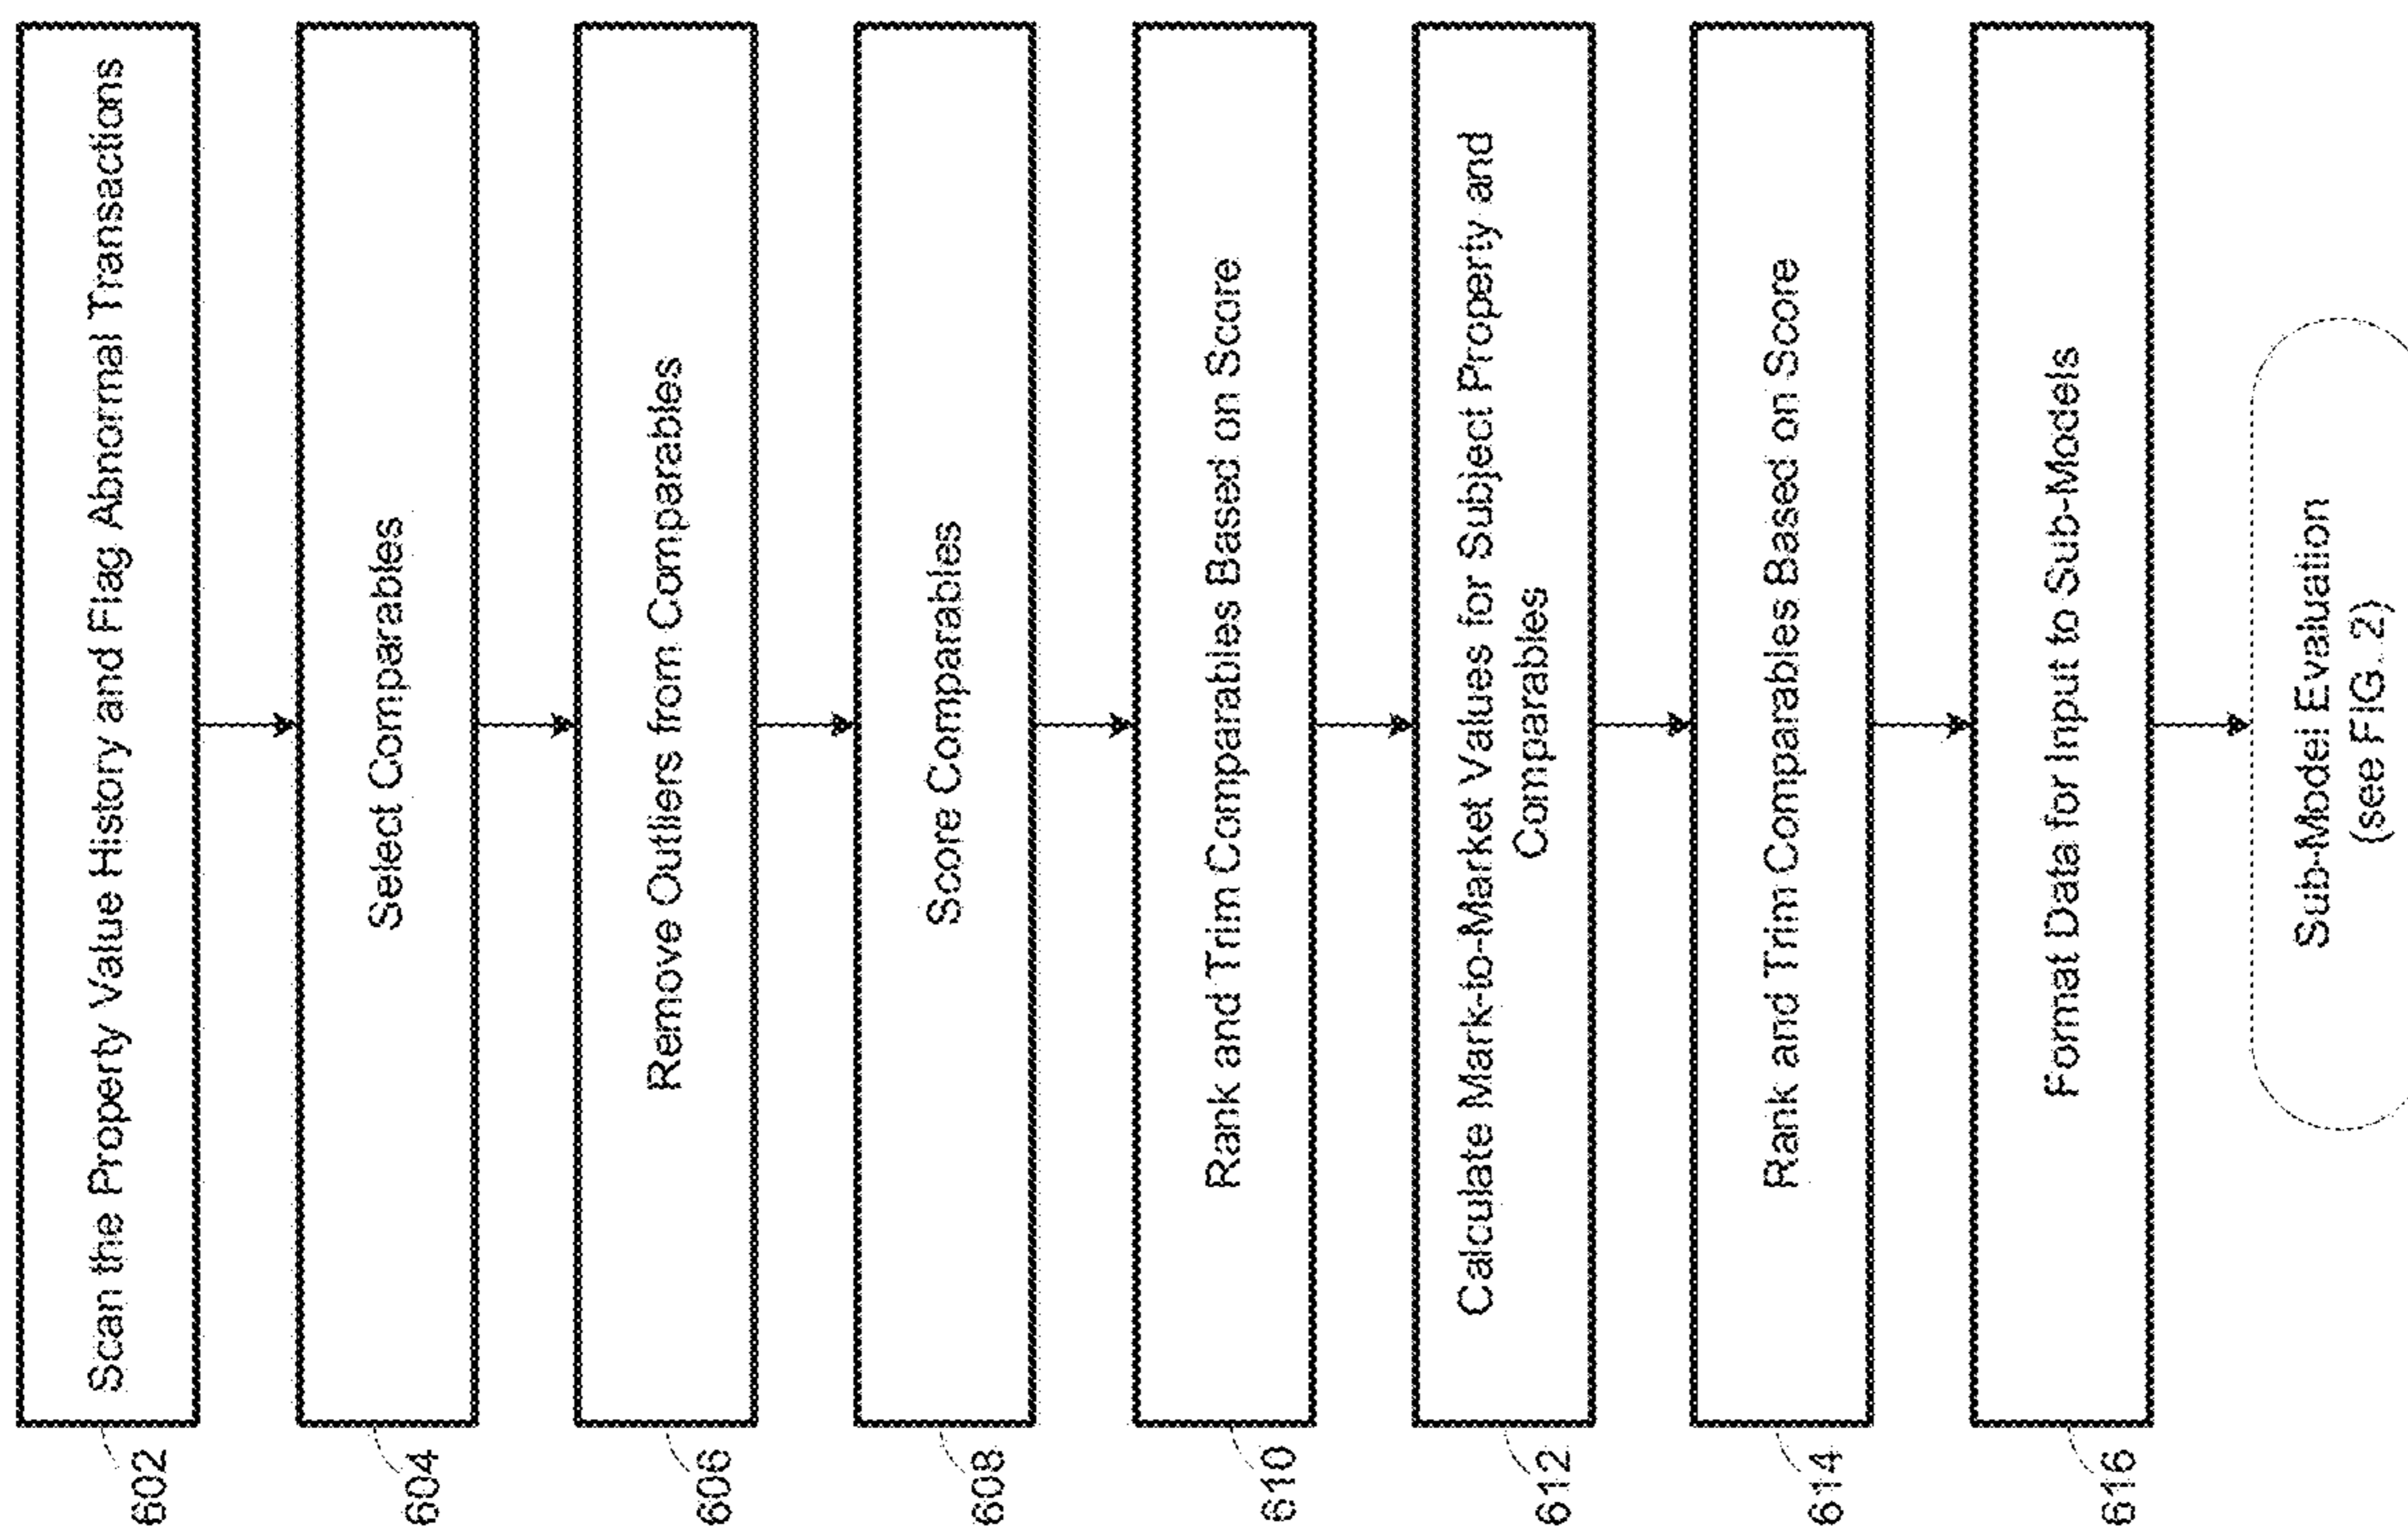 602
Scan the Property Value History and Flag Abnormal Transactions
604
Select Comparables
606
Remove Outliers from Comparables
608
Score Comparables
610
Rank and Trim Comparables Based on Score
612
Calculate Mark-to-Market Values for Subject Property and
Comparables
614
Rank and Trim Comparables Based on Score
616
Format Data for Input to Sub-Models
Sub-Model Evaluation
(see FIG. 2)